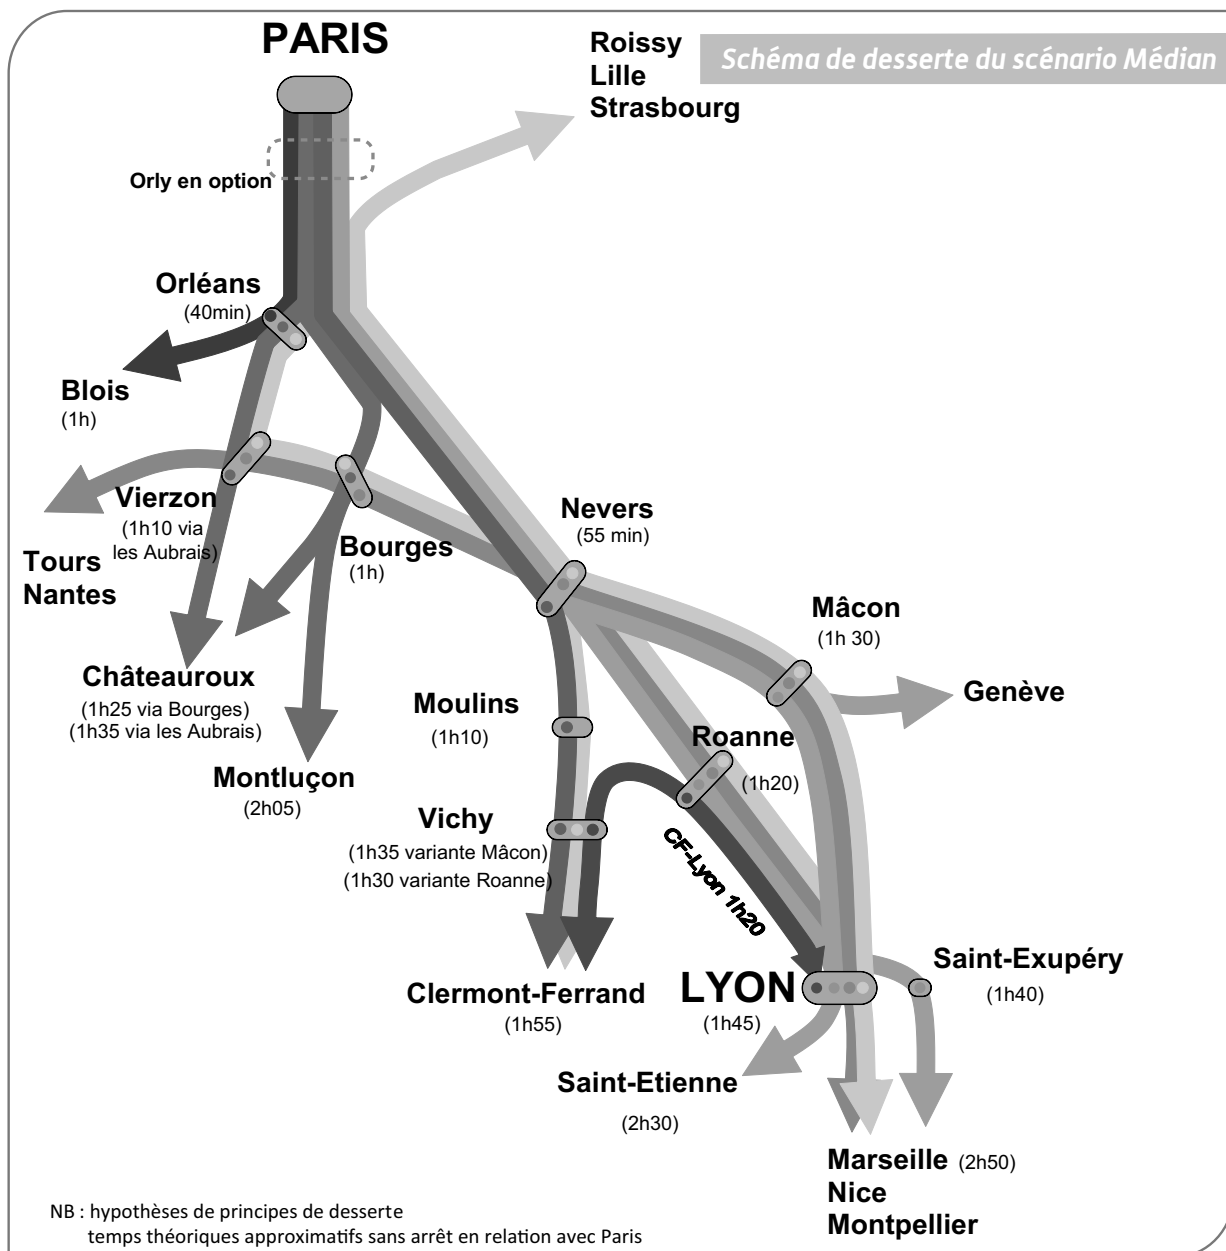 PARIS
Roissy
Lille
Strasbourg
Schéma de desserte du scénario Médian
Orly en option
Orléans
(40min)
Blois
(1h)
Vierzon
(1h10 via
les Aubrais)
Tours
Nantes
Bourges
(1h)
Nevers
(55 min)
Mâcon
(1h 30)
Genève
Châteauroux
(1h25 via Bourges)
(1h35 via les Aubrais)
Moulins
(1h10)
Roanne
(1h20)
Montluçon
(2h05)
Vichy
(1h35 variante Mâcon)
(1h30 variante Roanne)
CF-Lyon 1h20
Clermont-Ferrand
(1h55)
LYON
(1h45)
Saint-Exupéry
(1h40)
Saint-Etienne
(2h30)
Marseille (2h50)
Nice
Montpellier
NB : hypothèses de principes de desserte
temps théoriques approximatifs sans arrêt en relation avec Paris